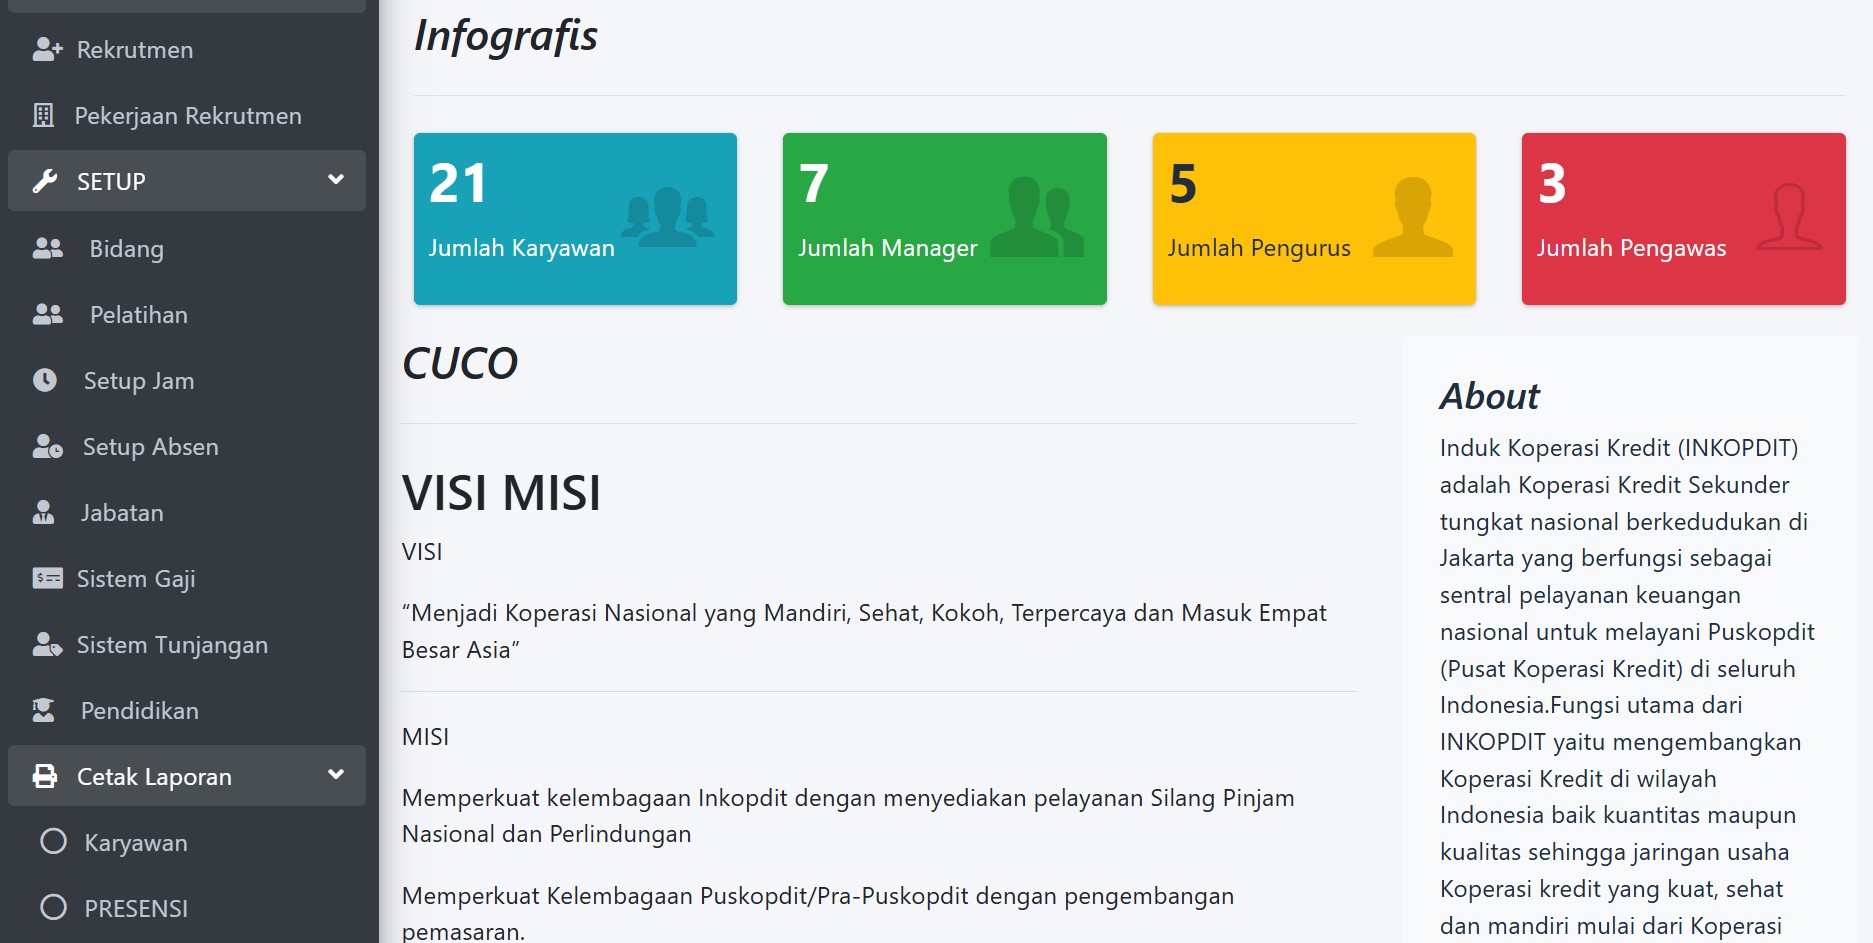 Rekrutmen
Pekerjaan Rekrutmen
SETUP
Bidang
Pelatihan
Setup Jam
Setup Absen
Jabatan
Sistem Gaji
Sistem Tunjangan
Pendidikan
Cetak Laporan
Karyawan
PRESENSI
Infografis
21
Jumlah Karyawan
7
Jumlah Manager
5
Jumlah Pengurus
3
Jumlah Pengawas
CUCO
VISI MISI
VISI
“Menjadi Koperasi Nasional yang Mandiri, Sehat, Kokoh, Terpercaya dan Masuk Empat
Besar Asia”
MISI
Memperkuat kelembagaan Inkopdit dengan menyediakan pelayanan Silang Pinjam
Nasional dan Perlindungan
Memperkuat Kelembagaan Puskopdit/Pra-Puskopdit dengan pengembangan
pemasaran.
About
Induk Koperasi Kredit (INKOPDIT)
adalah Koperasi Kredit Sekunder
tungkat nasional berkedudukan di
Jakarta yang berfungsi sebagai
sentral pelayanan keuangan
nasional untuk melayani Puskopdit
(Pusat Koperasi Kredit) di seluruh
Indonesia.Fungsi utama dari
INKOPDIT yaitu mengembangkan
Koperasi Kredit di wilayah
Indonesia baik kuantitas maupun
kualitas sehingga jaringan usaha
Koperasi kredit yang kuat, sehat
dan mandiri mulai dari Koperasi